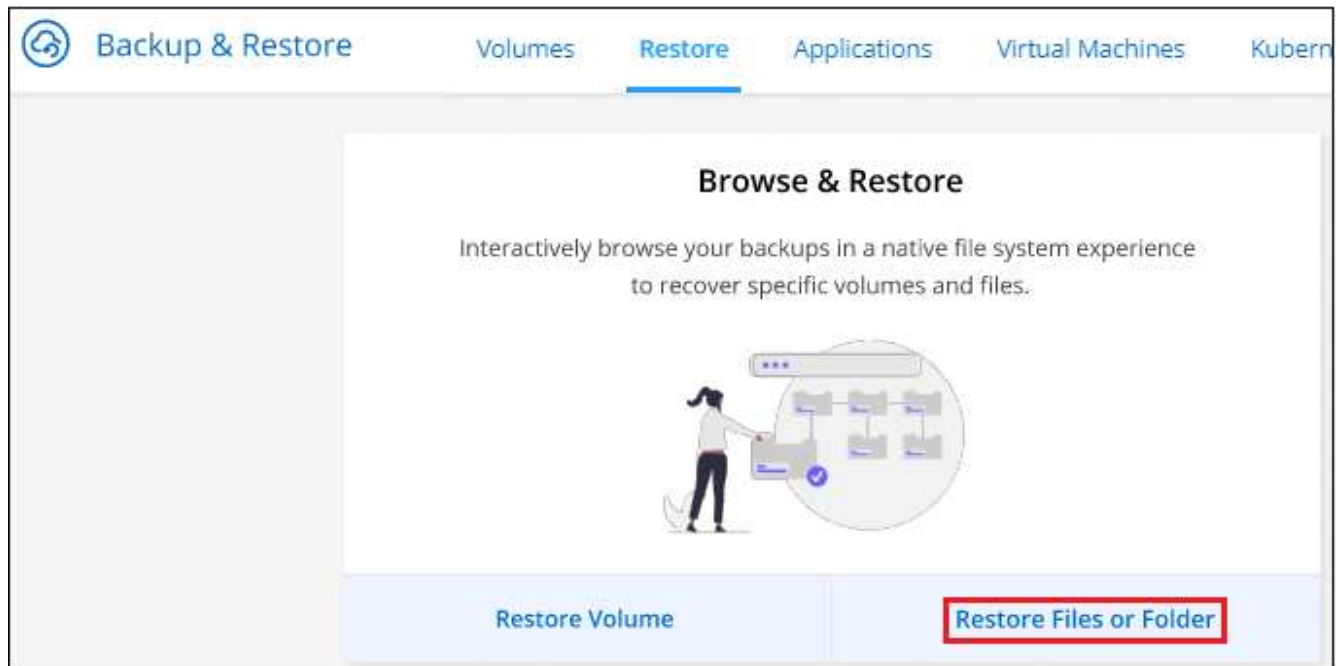 Backup & Restore Volumes Restore Applications Virtual Machines Kubern
Browse & Restore
Interactively browse your backups in a native file system experience
to recover specific volumes and files.
Restore Volume Restore Files or Folder